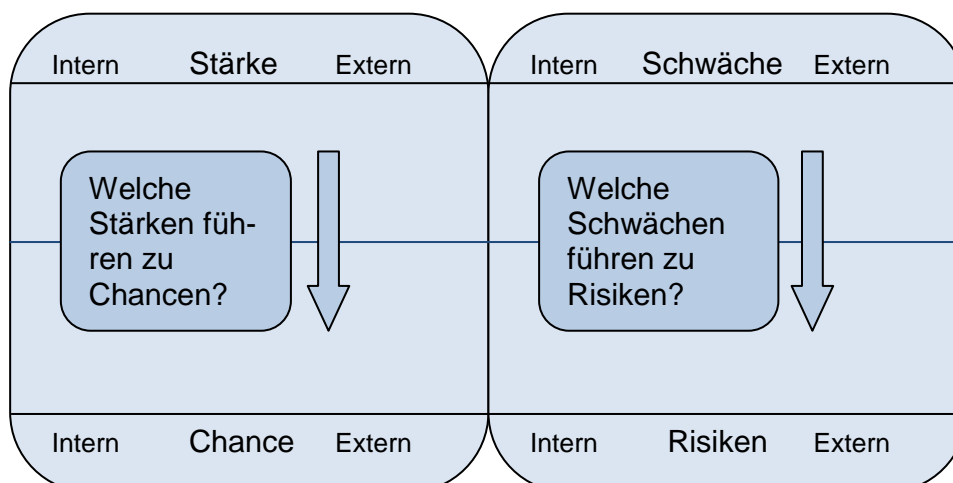 Intern Stärke Extern
Intern Schwäche Extern
Welche
Stärken füh-
ren zu
Chancen?
Welche
Schwächen
führen zu
Risiken?
Intern Chance Extern
Intern Risiken Extern